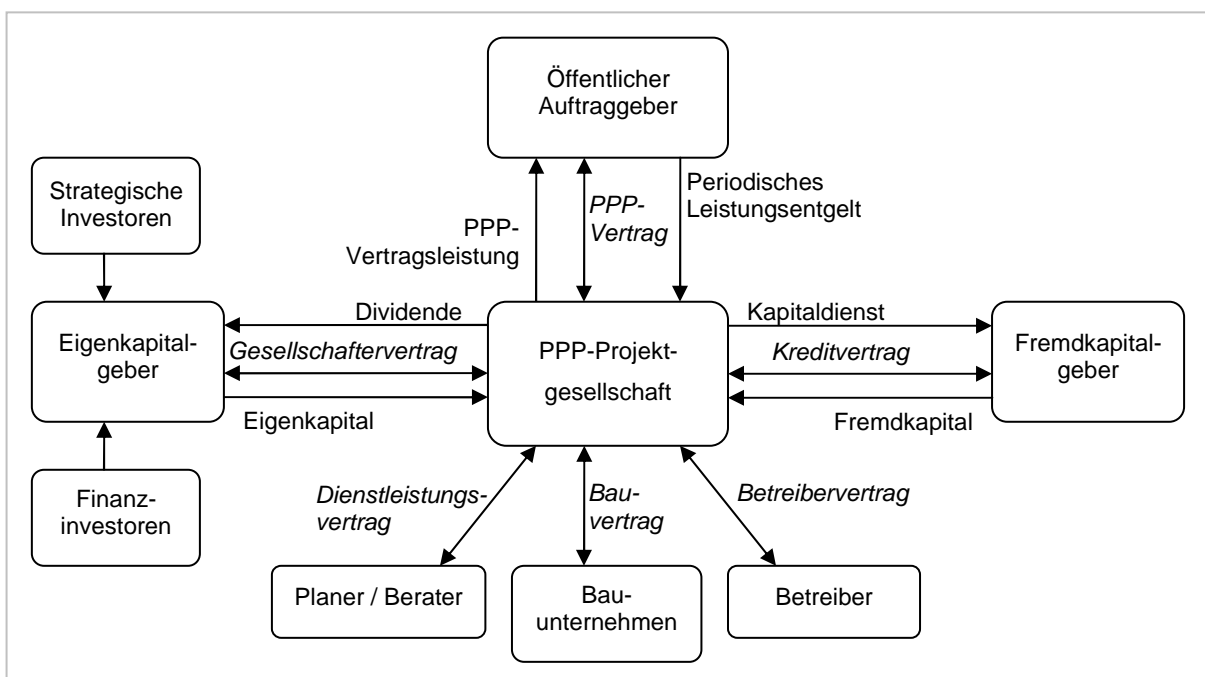 Öffentlicher
Auftraggeber
Strategische
Investoren
PPP-
Vertragsleistung
PPP-
Vertrag
Periodisches
Leistungsentgelt
Eigenkapital-
geber
Dividende
Gesellschaftervertrag
Eigenkapital
PPP-Projekt-
gesellschaft
Kapitaldienst
Kreditvertrag
Fremdkapital
Fremdkapital-
geber
Finanz-
investoren
Dienstleistungs-
vertrag
Bau-
vertrag
Betreibervertrag
Planer / Berater
Bau-
unternehmen
Betreiber